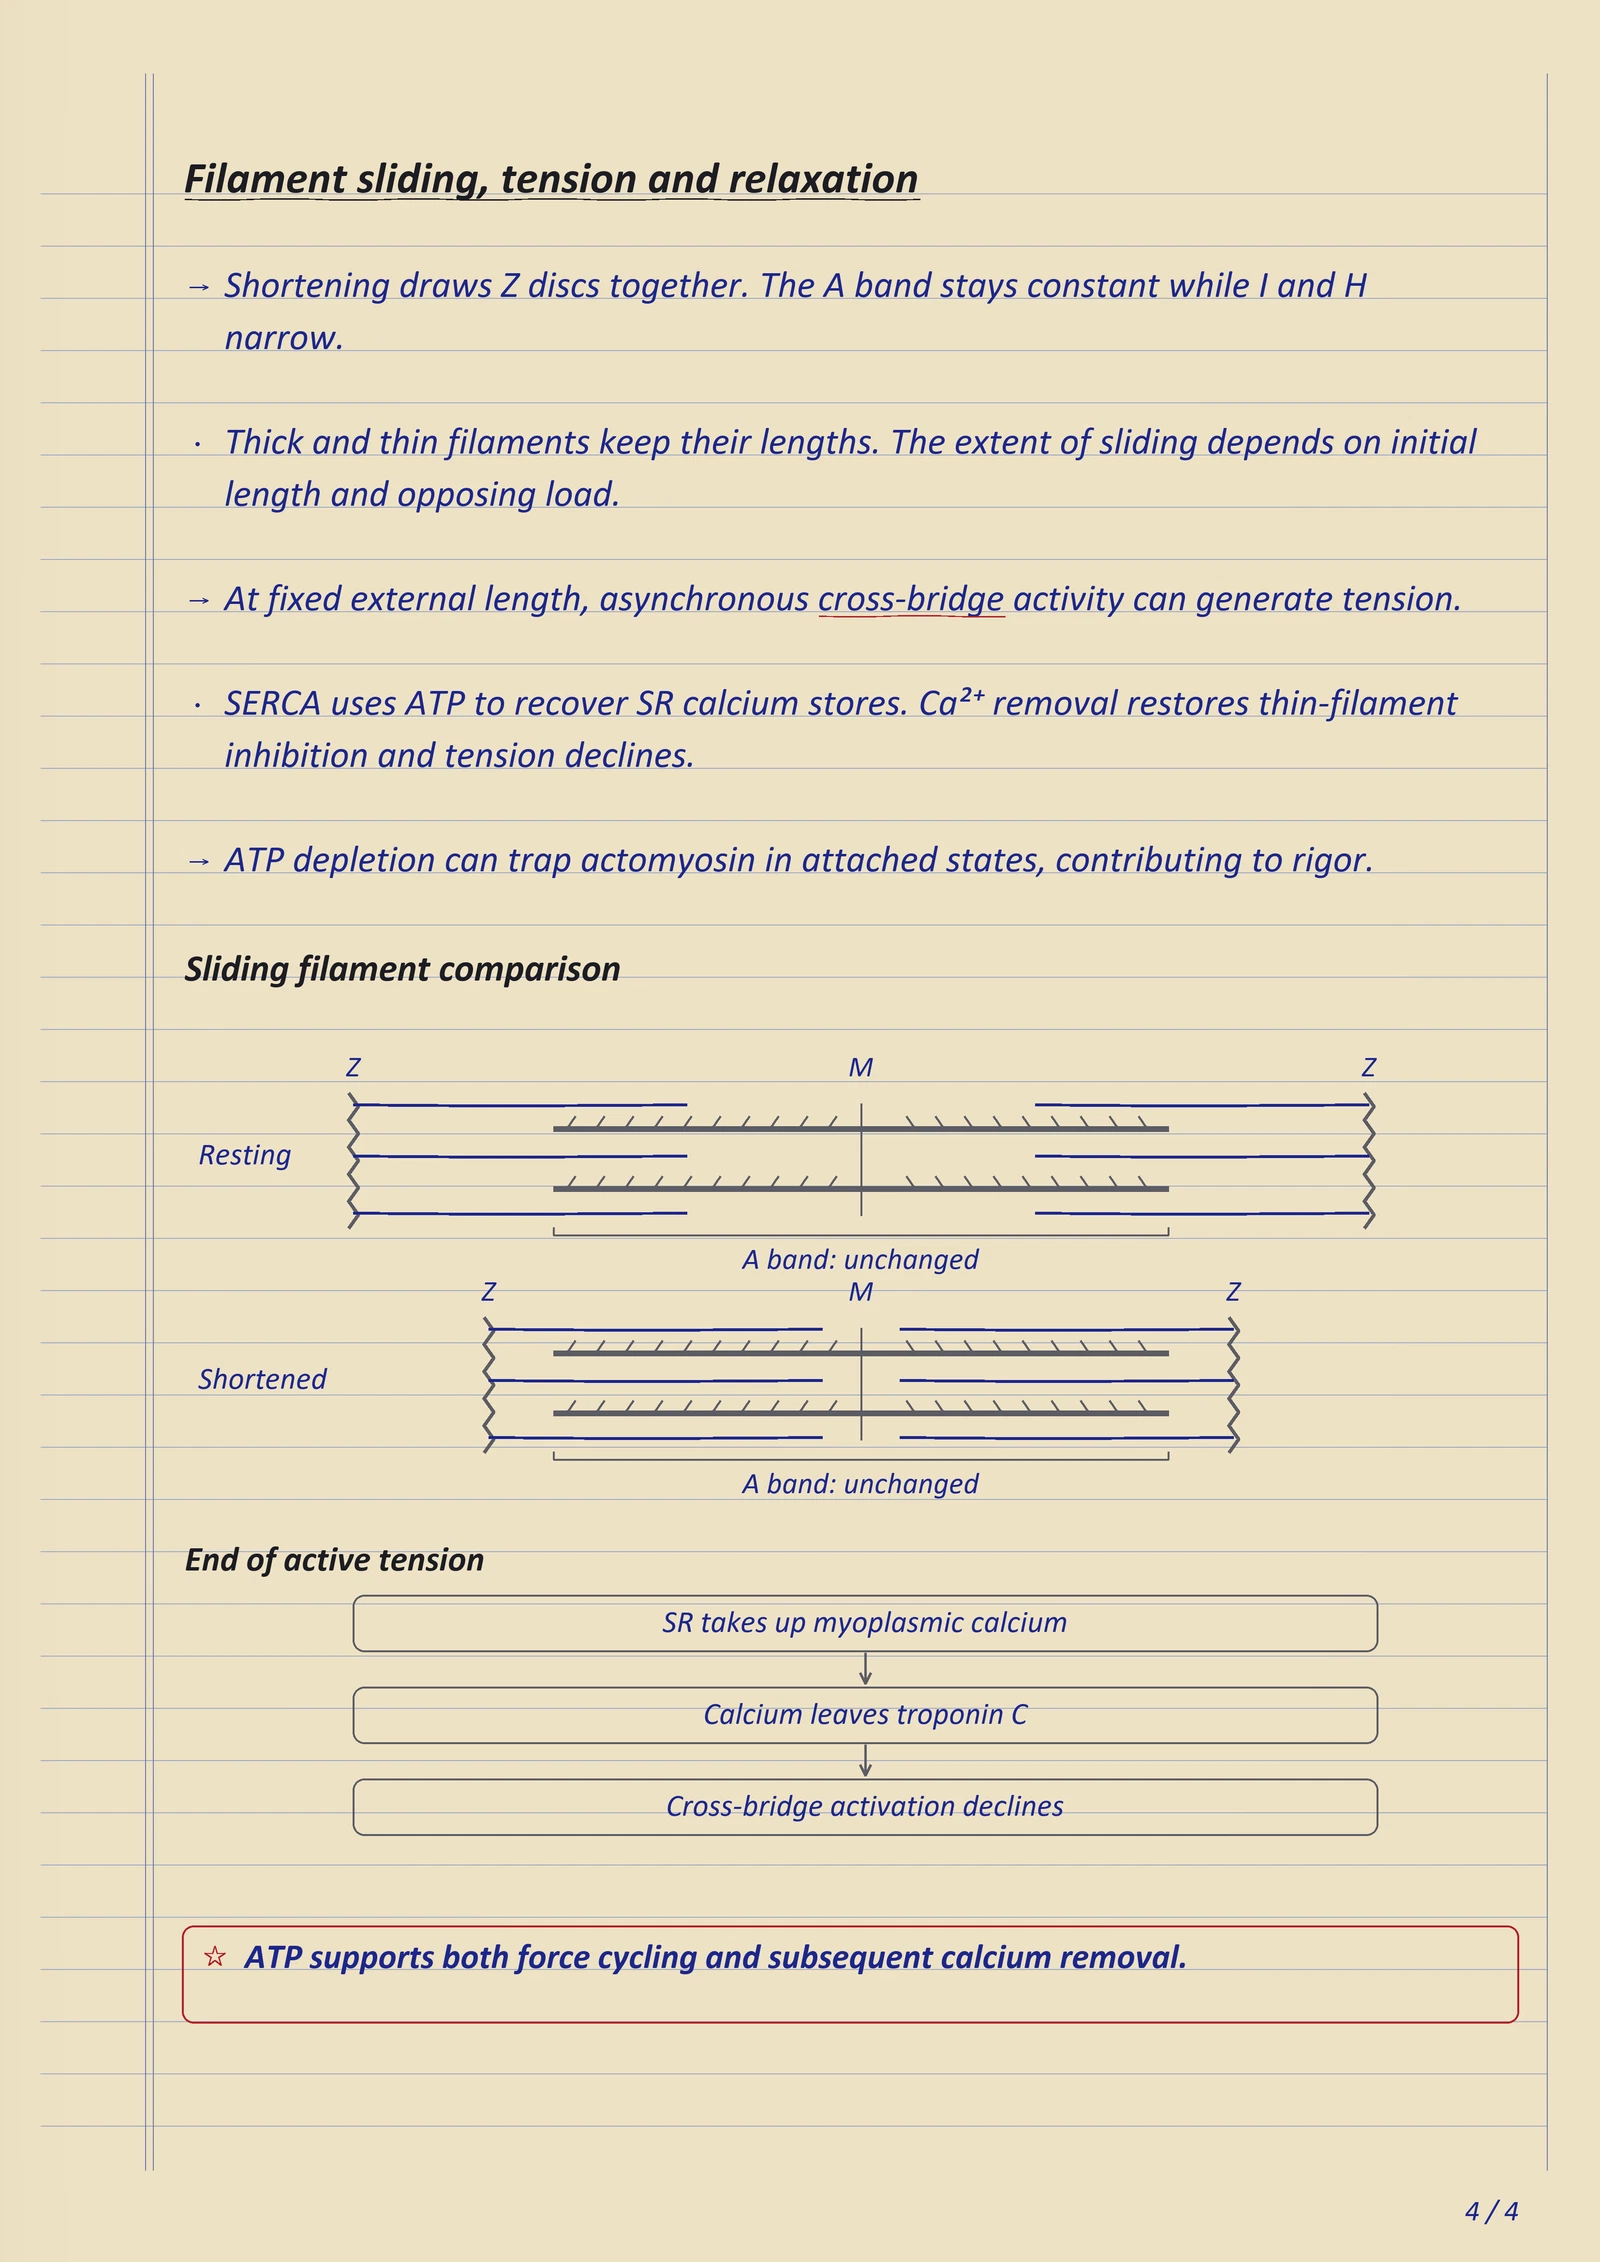 Filament sliding, tension and relaxation
→ Shortening draws Z discs together. The A band stays constant while I and H
narrow.
· Thick and thin filaments keep their lengths. The extent of sliding depends on initial
length and opposing load.
→ At fixed external length, asynchronous cross-bridge activity can generate tension.
· SERCA uses ATP to recover SR calcium stores. Ca²⁺ removal restores thin-filament
inhibition and tension declines.
→ ATP depletion can trap actomyosin in attached states, contributing to rigor.
Sliding filament comparison
Z M Z
Resting
A band: unchanged
Z M Z
Shortened
A band: unchanged
End of active tension
SR takes up myoplasmic calcium
Calcium leaves troponin C
Cross-bridge activation declines
☆ ATP supports both force cycling and subsequent calcium removal.
4 / 4